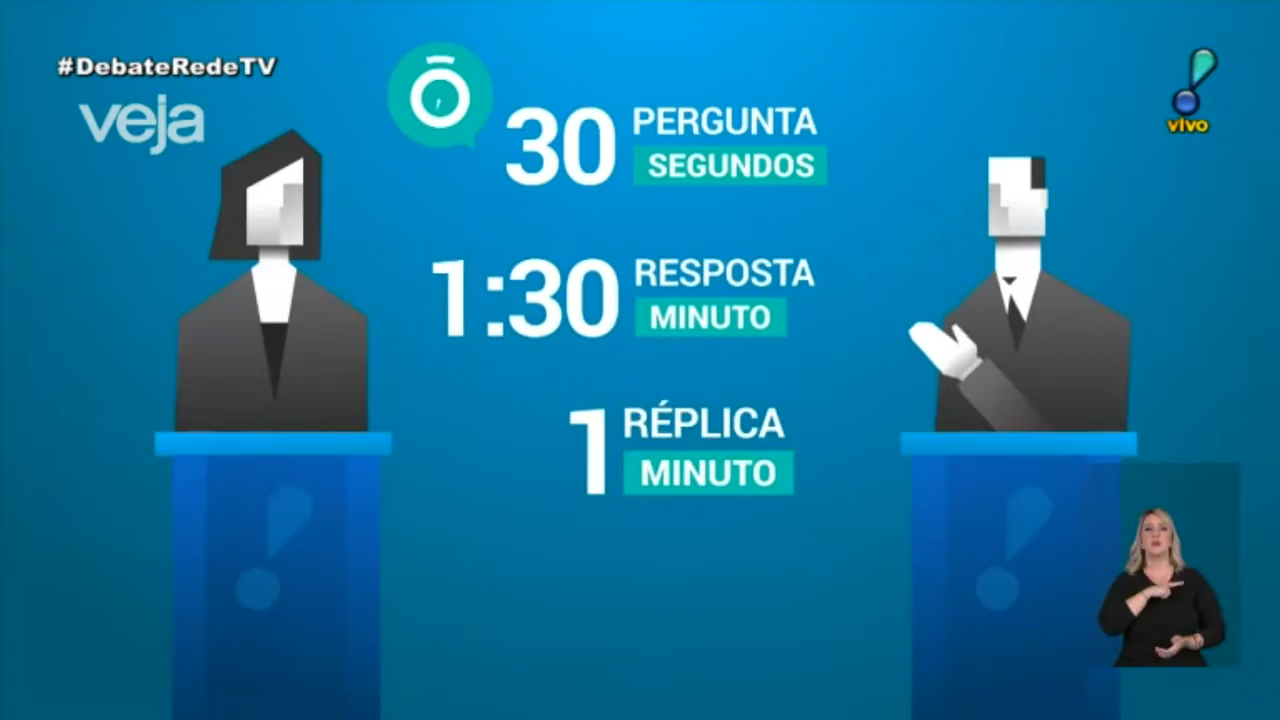 #DebateRedeTV
veja
30 PERGUNTA
SEGUNDOS
1:30 RESPOSTA
MINUTO
1 RÉPLICA
MINUTO
vivo